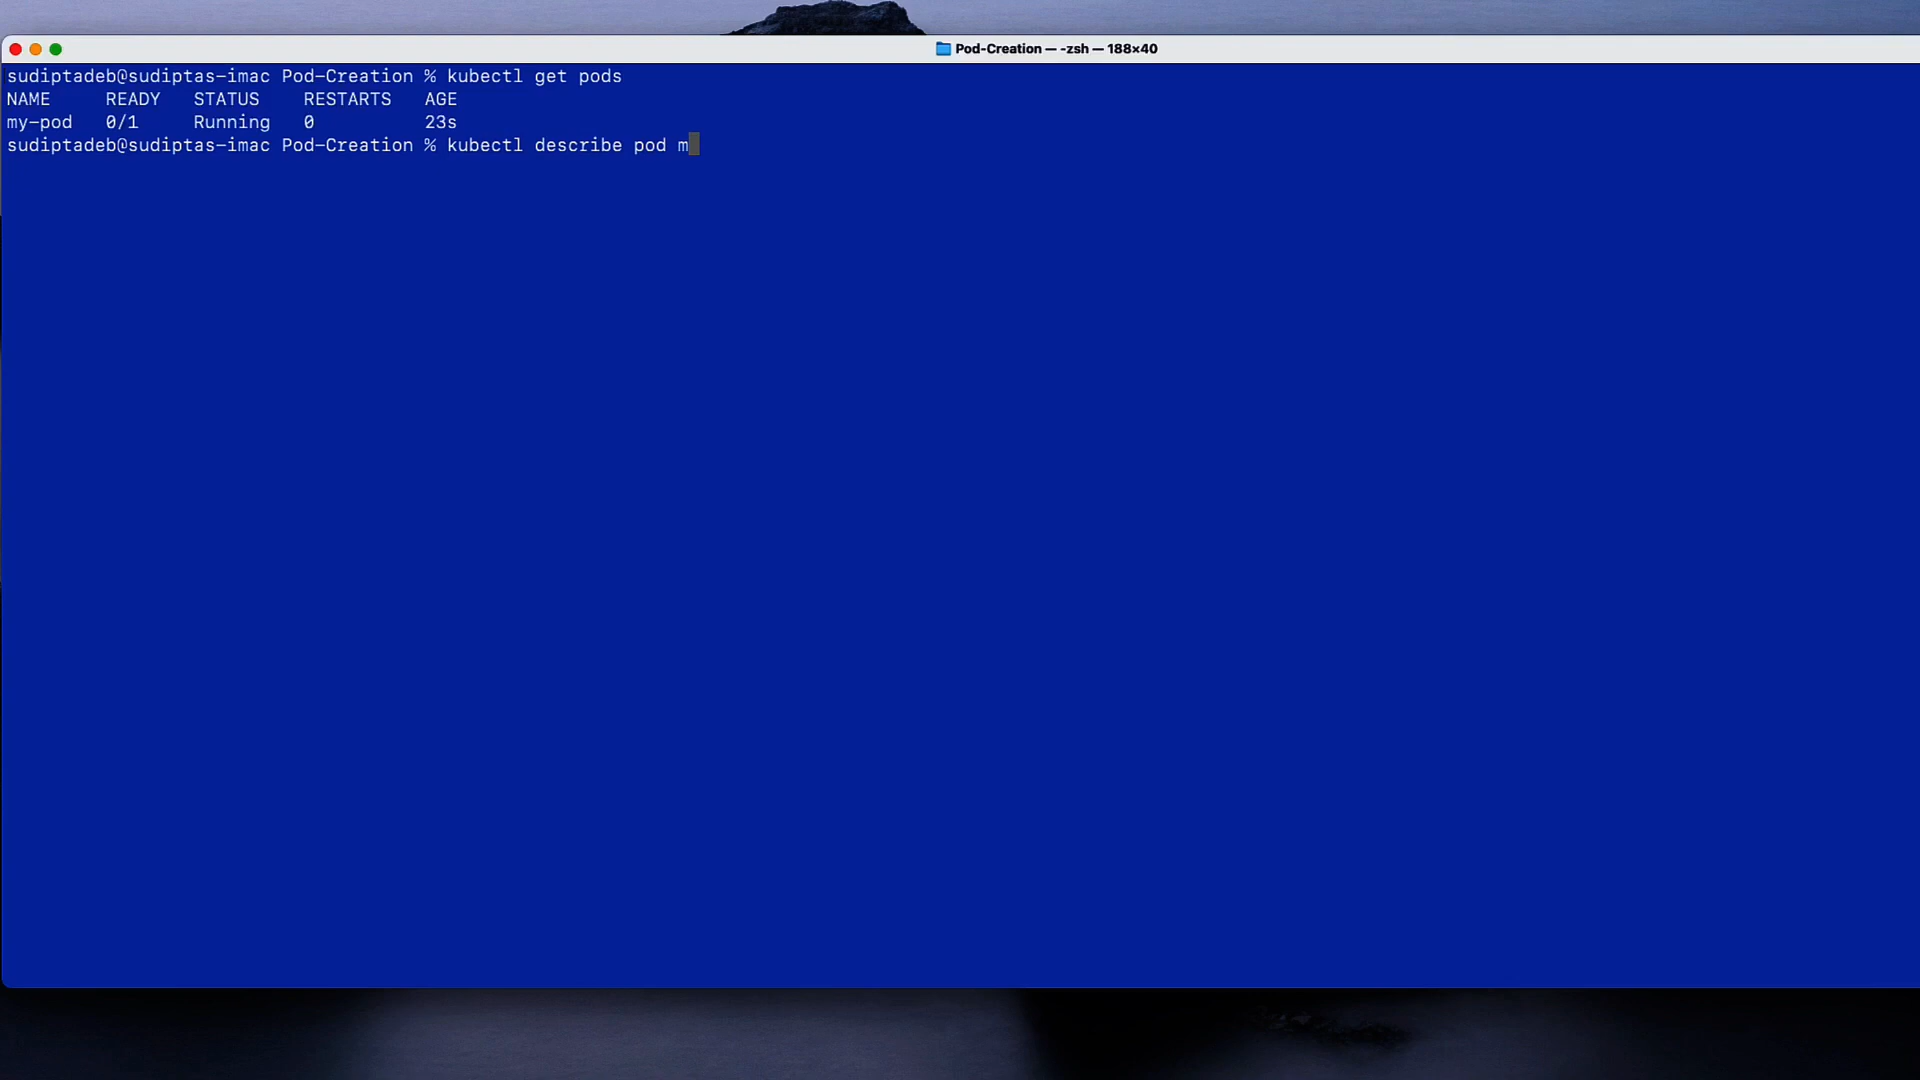 Pod-Creation — -zsh — 188×40
sudiptadeb@sudiptas-imac Pod-Creation % kubectl get pods
NAME     READY   STATUS    RESTARTS   AGE
my-pod   0/1     Running   0          23s
sudiptadeb@sudiptas-imac Pod-Creation % kubectl describe pod m